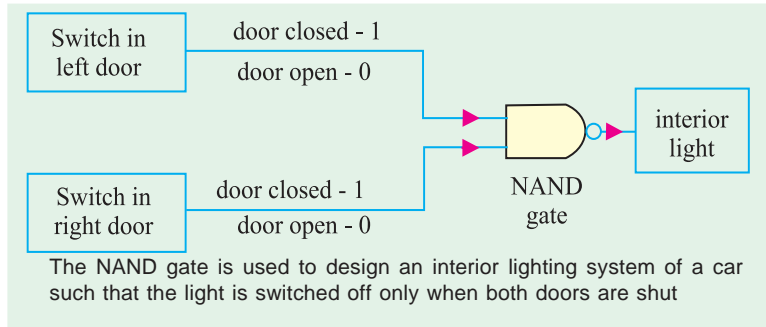 Switch in
left door
door closed - 1
door open - 0
interior
light
NAND
gate
Switch in
right door
door closed - 1
door open - 0
The NAND gate is used to design an interior lighting system of a car
such that the light is switched off only when both doors are shut